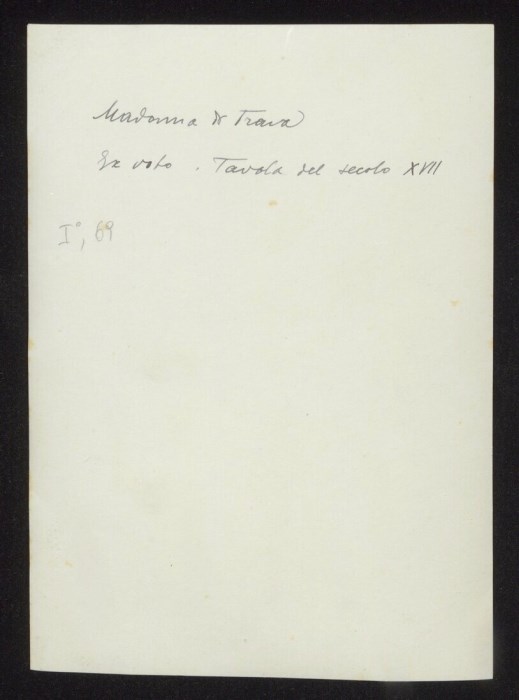 Madonna di Trava
Ex voto . Tavola del secolo XVII
I°, 69